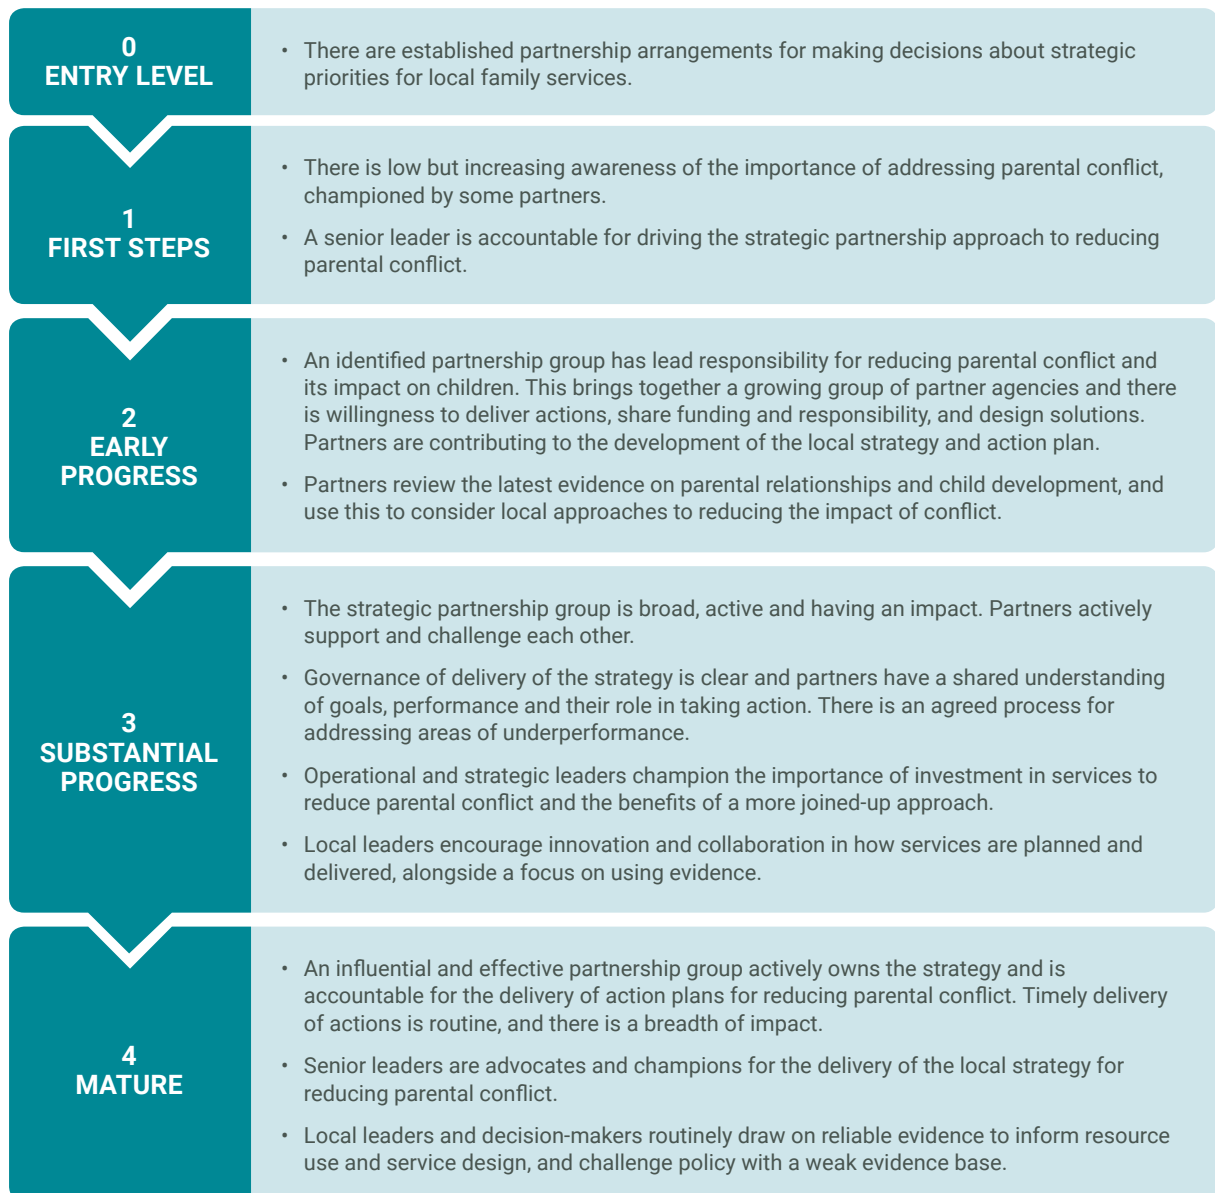 0
ENTRY LEVEL
• There are established partnership arrangements for making decisions about strategic
priorities for local family services.
1
FIRST STEPS
• There is low but increasing awareness of the importance of addressing parental conflict,
championed by some partners.
• A senior leader is accountable for driving the strategic partnership approach to reducing
parental conflict.
2
EARLY
PROGRESS
• An identified partnership group has lead responsibility for reducing parental conflict and
its impact on children. This brings together a growing group of partner agencies and there
is willingness to deliver actions, share funding and responsibility, and design solutions.
Partners are contributing to the development of the local strategy and action plan.
• Partners review the latest evidence on parental relationships and child development, and
use this to consider local approaches to reducing the impact of conflict.
3
SUBSTANTIAL
PROGRESS
• The strategic partnership group is broad, active and having an impact. Partners actively
support and challenge each other.
• Governance of delivery of the strategy is clear and partners have a shared understanding
of goals, performance and their role in taking action. There is an agreed process for
addressing areas of underperformance.
• Operational and strategic leaders champion the importance of investment in services to
reduce parental conflict and the benefits of a more joined-up approach.
• Local leaders encourage innovation and collaboration in how services are planned and
delivered, alongside a focus on using evidence.
4
MATURE
• An influential and effective partnership group actively owns the strategy and is
accountable for the delivery of action plans for reducing parental conflict. Timely delivery
of actions is routine, and there is a breadth of impact.
• Senior leaders are advocates and champions for the delivery of the local strategy for
reducing parental conflict.
• Local leaders and decision-makers routinely draw on reliable evidence to inform resource
use and service design, and challenge policy with a weak evidence base.